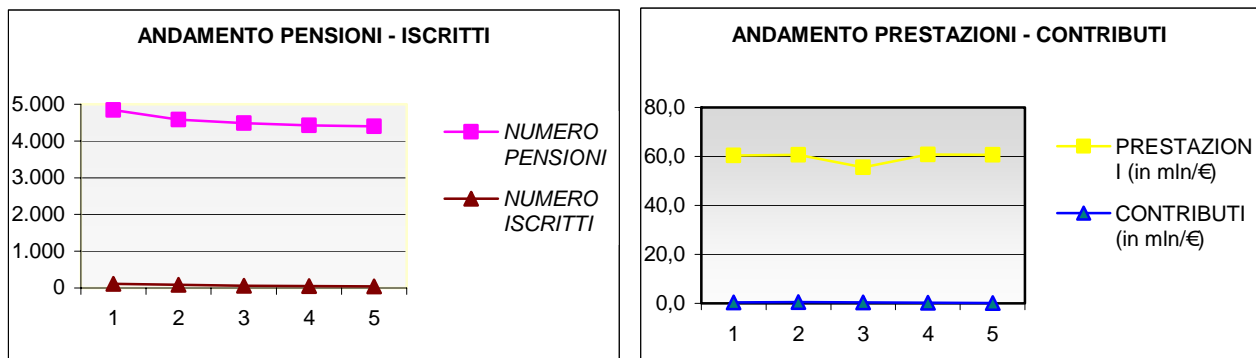 ANDAMENTO PENSIONI - ISCRITTI
5.000
4.000
3.000
2.000
1.000
0
1 2 3 4 5
NUMERO
PENSIONI
NUMERO
ISCRITTI
ANDAMENTO PRESTAZIONI - CONTRIBUTI
80,0
60,0
40,0
20,0
0,0
1 2 3 4 5
PRESTAZION
I (in mln/€)
CONTRIBUTI
(in mln/€)